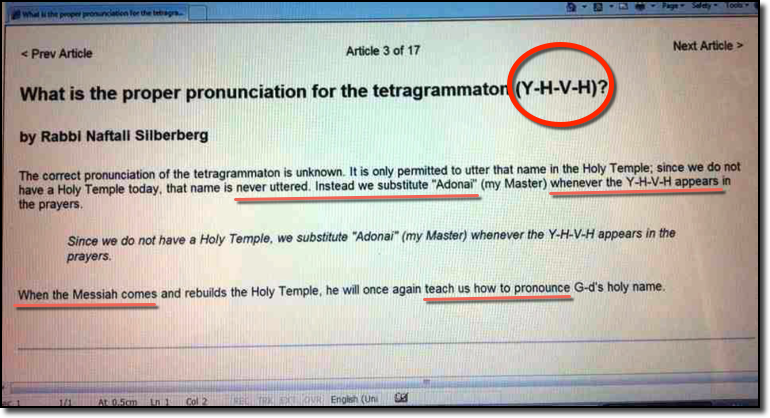 What is the proper pronunciation for the tetragra...
Page ▾ Safety ▾ Tools ▾
< Prev Article
Article 3 of 17
Next Article >
What is the proper pronunciation for the tetragrammaton (Y-H-V-H)?
by Rabbi Naftali Silberberg
The correct pronunciation of the tetragrammaton is unknown. It is only permitted to utter that name in the Holy Temple; since we do not
have a Holy Temple today, that name is never uttered. Instead we substitute "Adonai" (my Master) whenever the Y-H-V-H appears in
the prayers.
Since we do not have a Holy Temple, we substitute "Adonai" (my Master) whenever the Y-H-V-H appears in the
prayers.
When the Messiah comes and rebuilds the Holy Temple, he will once again teach us how to pronounce G-d's holy name.
1 1/1 At 0.5cm Ln 1 Col 2 REC TRK EXT OVR English (Uni